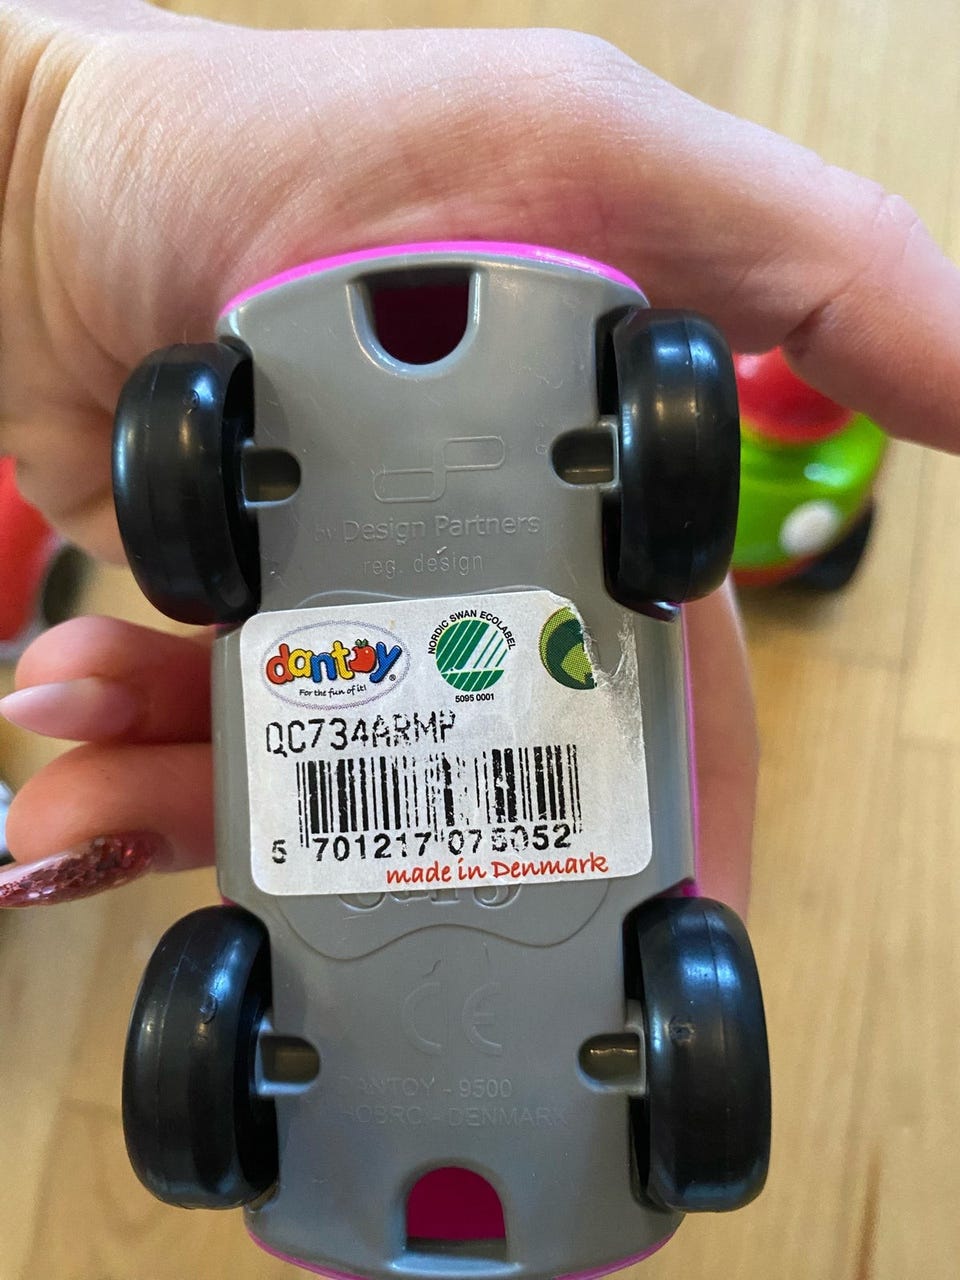 by Design Partners
reg. design
dantoy®
For the fun of it!
NORDIC SWAN ECOLABEL
5095 0001
QC734ARMP
5 701217 075052
made in Denmark
CE
DANTOY - 9500
HOBRO - DENMARK